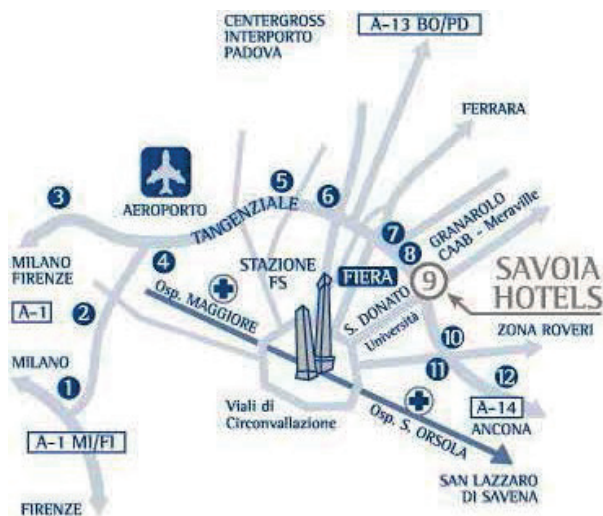 CENTERGROSS
INTERPORTO
PADOVA
A-13 BO/PD
FERRARA
3
AEROPORTO
5
6
TANGENZIALE
7
8
GRANAROLO
CAAB - Meraville
MILANO
FIRENZE
4
STAZIONE
FS
FIERA
9
SAVOIA
HOTELS
A-1
2
Osp. MAGGIORE
S. DONATO
Università
10
ZONA ROVERI
MILANO
1
11
12
Viali di
Circonvallazione
Osp. S. ORSOLA
A-14
ANCONA
A-1 MI/FI
SAN LAZZARO
DI SAVENA
FIRENZE